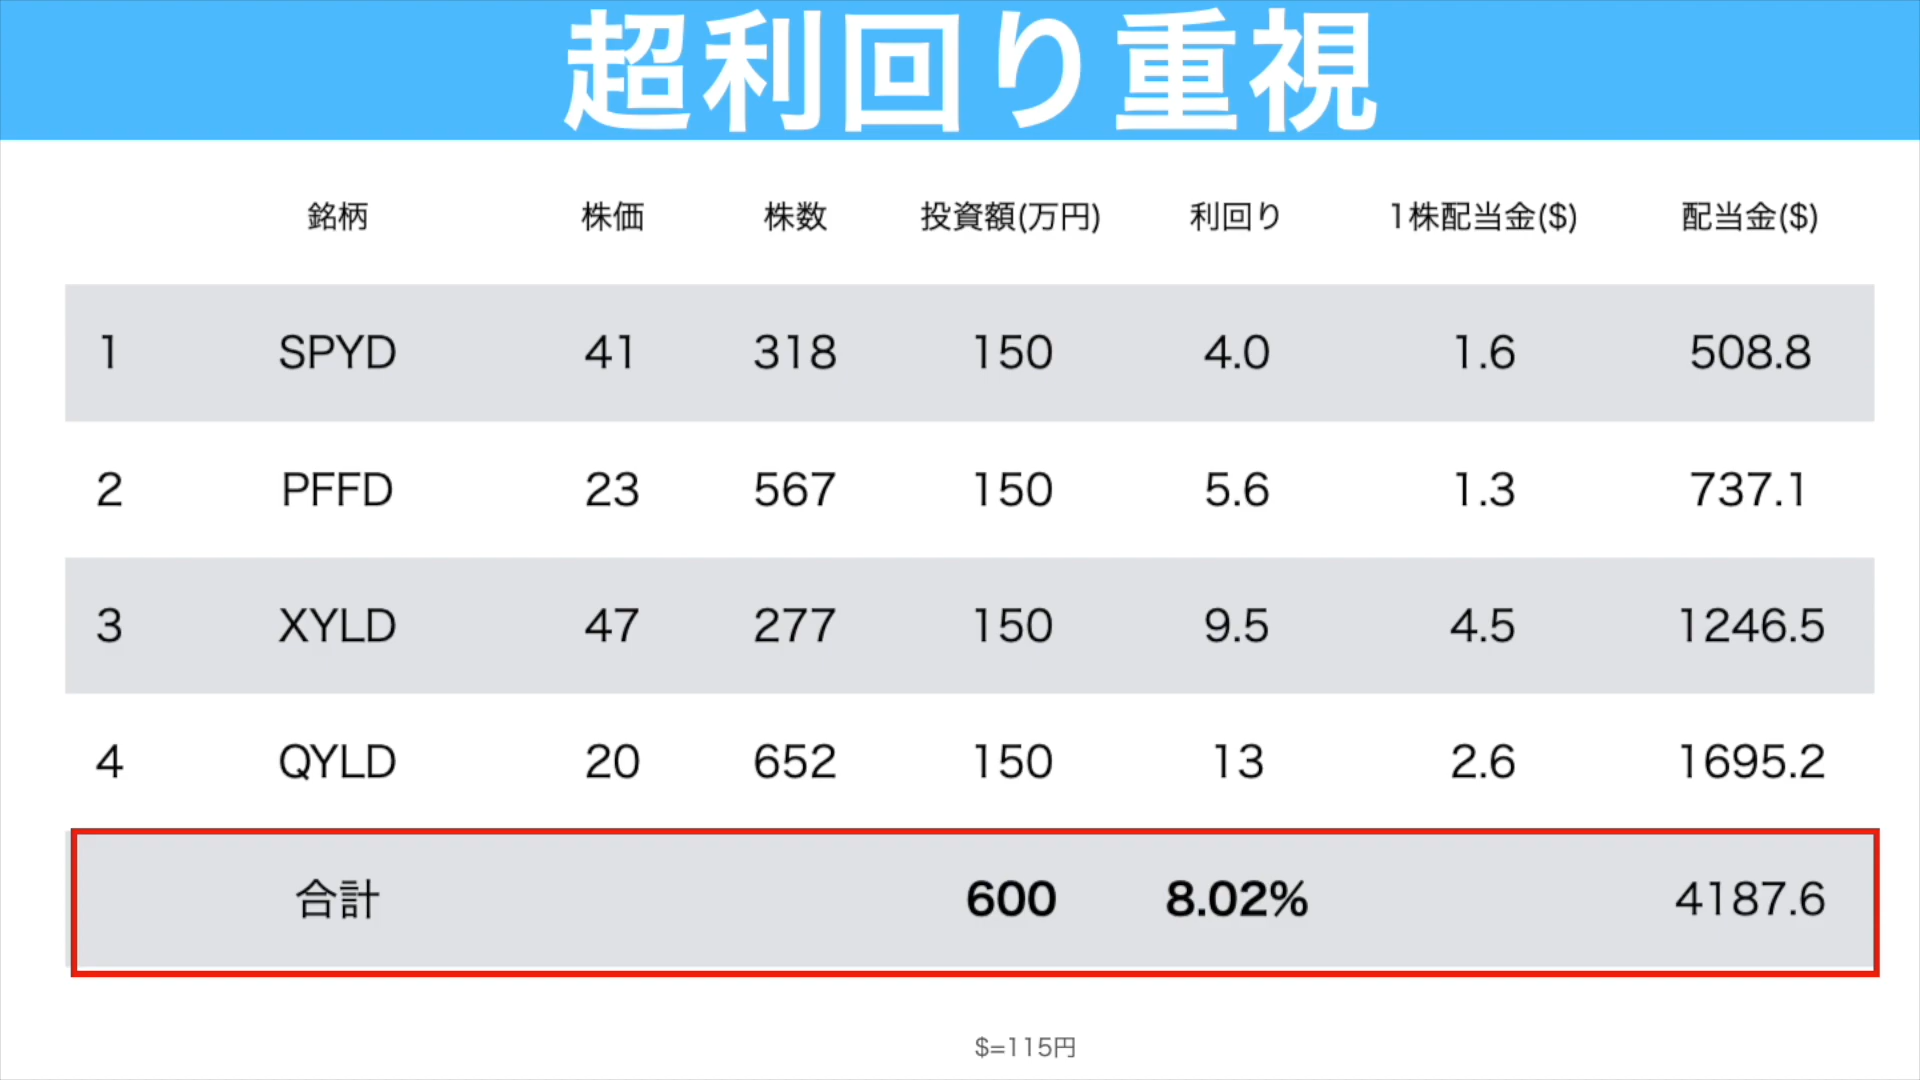 超利回り重視
銘柄 株価 株数 投資額(万円) 利回り 1株配当金($) 配当金($)
1 SPYD 41 318 150 4.0 1.6 508.8
2 PFFD 23 567 150 5.6 1.3 737.1
3 XYLD 47 277 150 9.5 4.5 1246.5
4 QYLD 20 652 150 13 2.6 1695.2
合計 600 8.02% 4187.6
$=115円